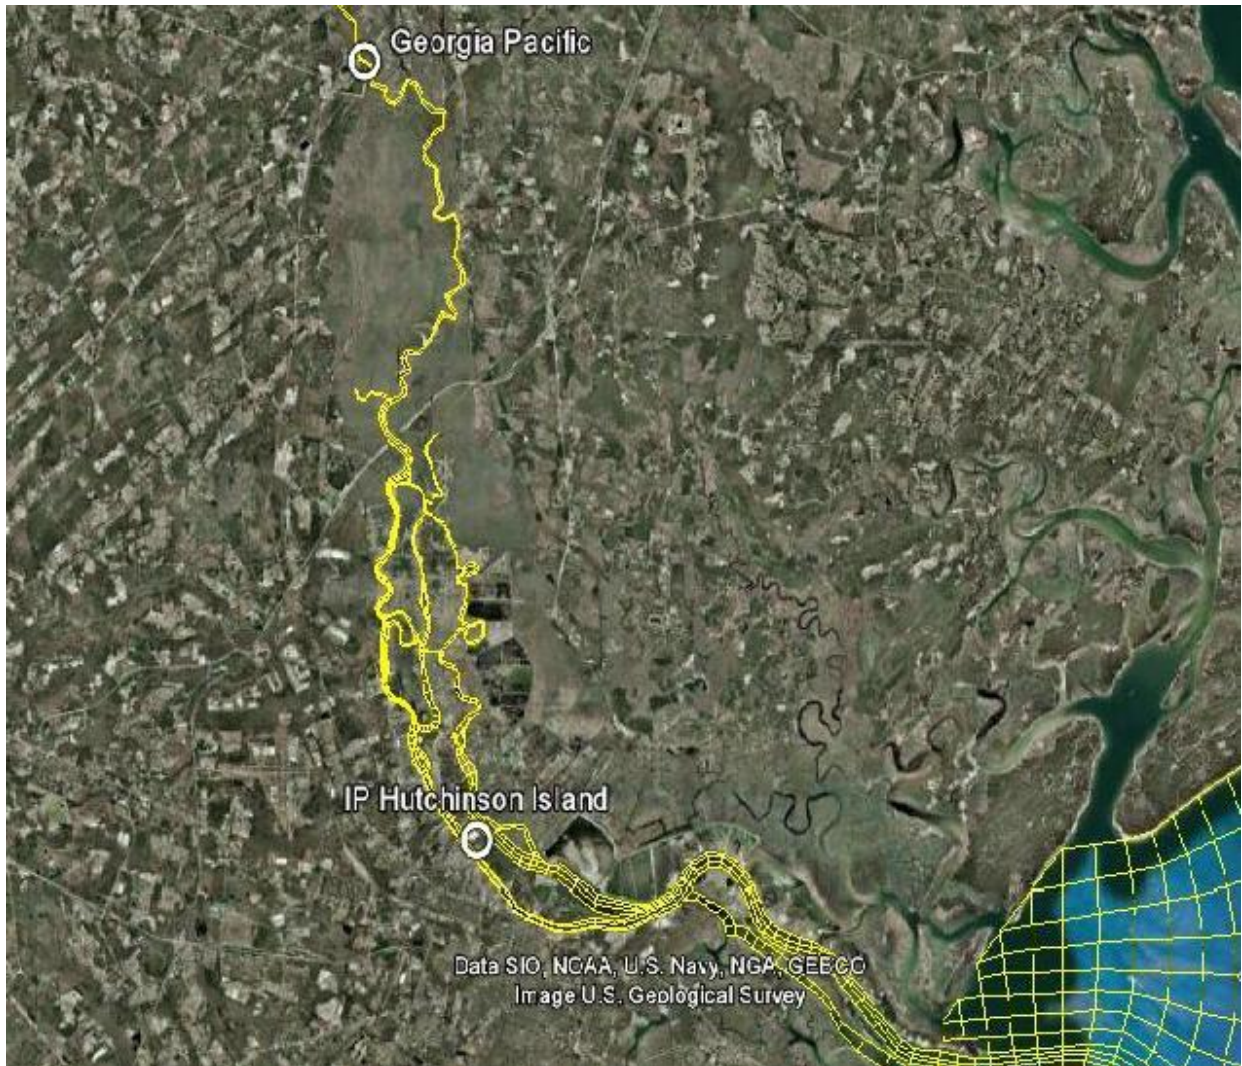 Georgia Pacific
IP Hutchinson Island
Data SIO, NOAA, U.S. Navy, NGA, GEBCO
Image U.S. Geological Survey